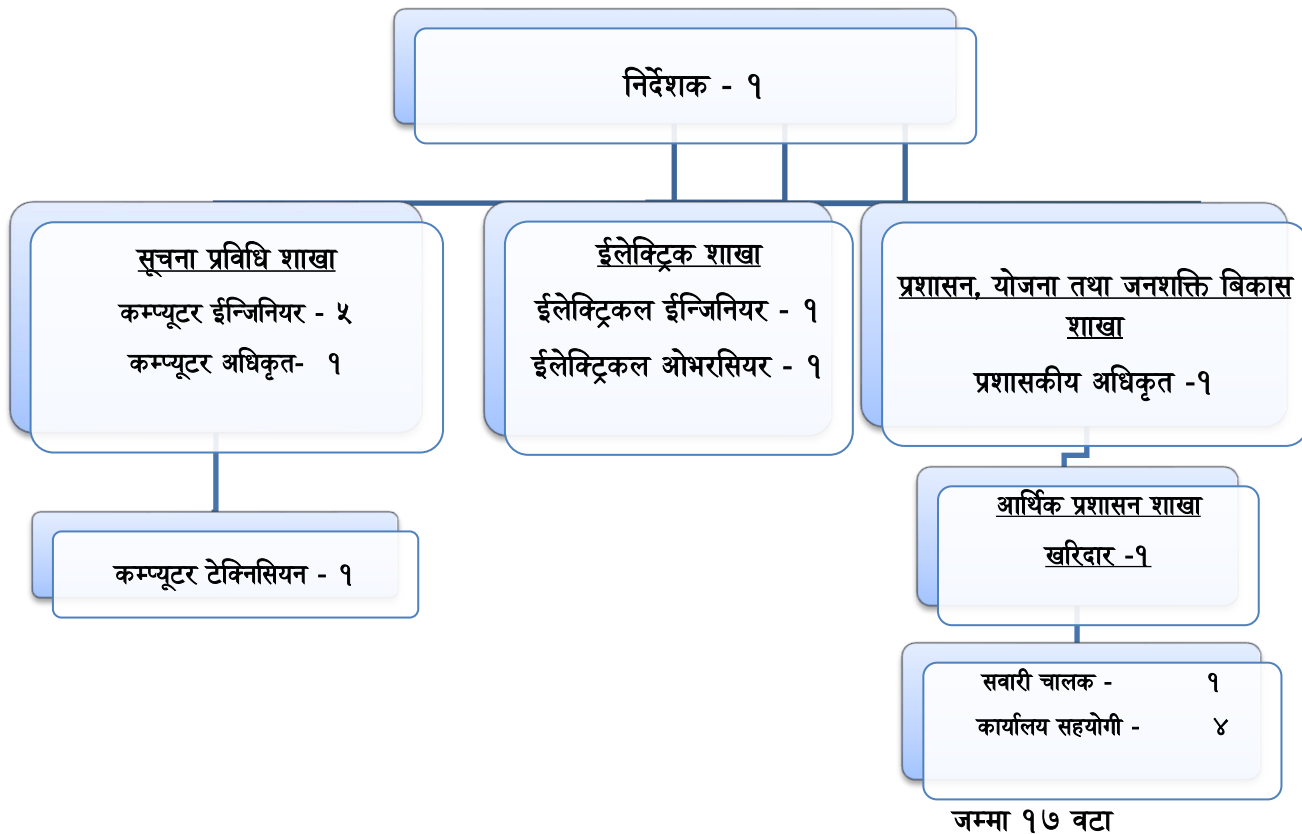 निर्देशक - १
सूचना प्रविधि शाखा
कम्प्यूटर ईन्जिनियर - ५
कम्प्यूटर अधिकृत- १
ईलेक्ट्रिक शाखा
ईलेक्ट्रिकल ईन्जिनियर - १
ईलेक्ट्रिकल ओभरसियर - १
प्रशासन, योजना तथा जनशक्ति बिकास
शाखा
प्रशासकीय अधिकृत -१
कम्प्यूटर टेक्निसियन - १
आर्थिक प्रशासन शाखा
खरिदार -१
सवारी चालक - १
कार्यालय सहयोगी - ४
जम्मा १७ वटा